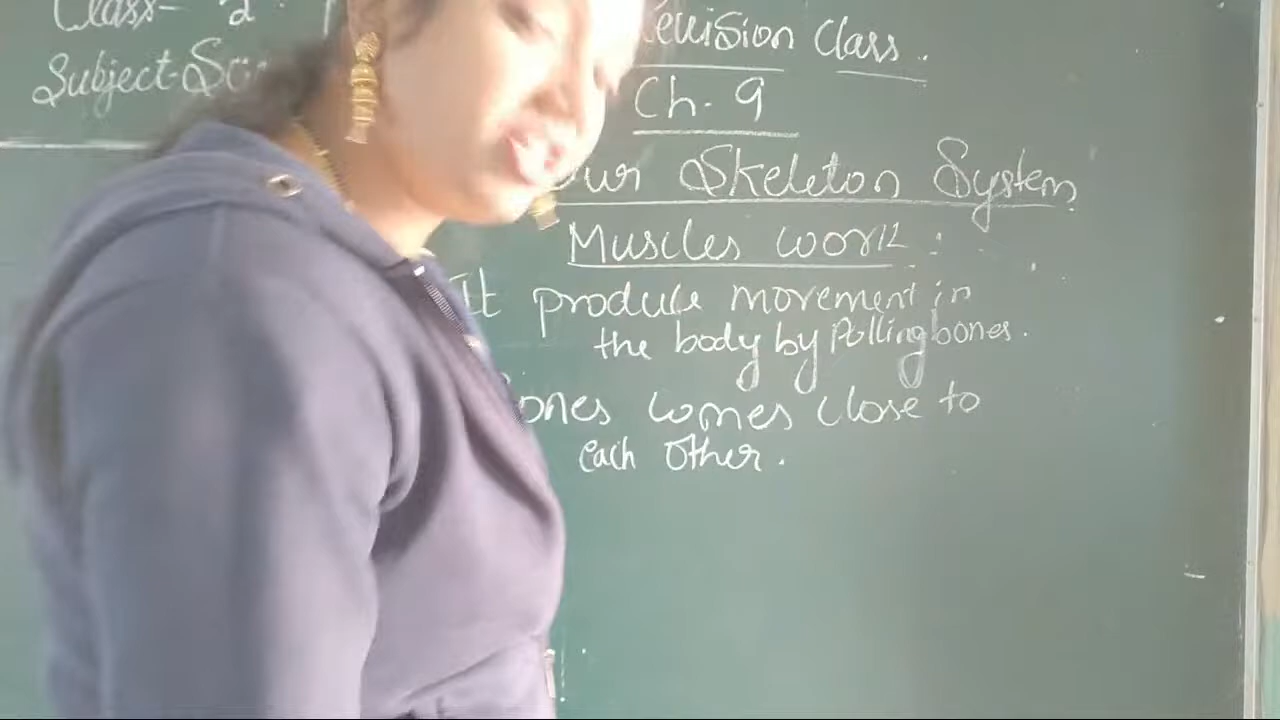 Class- 2
Subject-Sci
Revision Class.
Ch. 9
Our Skeleton System
Muscles work :
It produce movement in
the body by Pulling bones.
Bones comes close to
each other.